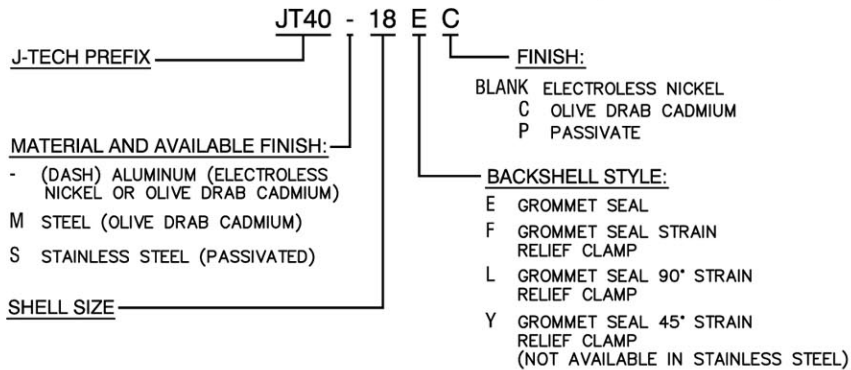 JT40 - 18 E C
J-TECH PREFIX
MATERIAL AND AVAILABLE FINISH:
- (DASH) ALUMINUM (ELECTROLESS
NICKEL OR OLIVE DRAB CADMIUM)
M STEEL (OLIVE DRAB CADMIUM)
S STAINLESS STEEL (PASSIVATED)
SHELL SIZE
FINISH:
BLANK ELECTROLESS NICKEL
C OLIVE DRAB CADMIUM
P PASSIVATE
BACKSHELL STYLE:
E GROMMET SEAL
F GROMMET SEAL STRAIN
RELIEF CLAMP
L GROMMET SEAL 90° STRAIN
RELIEF CLAMP
Y GROMMET SEAL 45° STRAIN
RELIEF CLAMP
(NOT AVAILABLE IN STAINLESS STEEL)